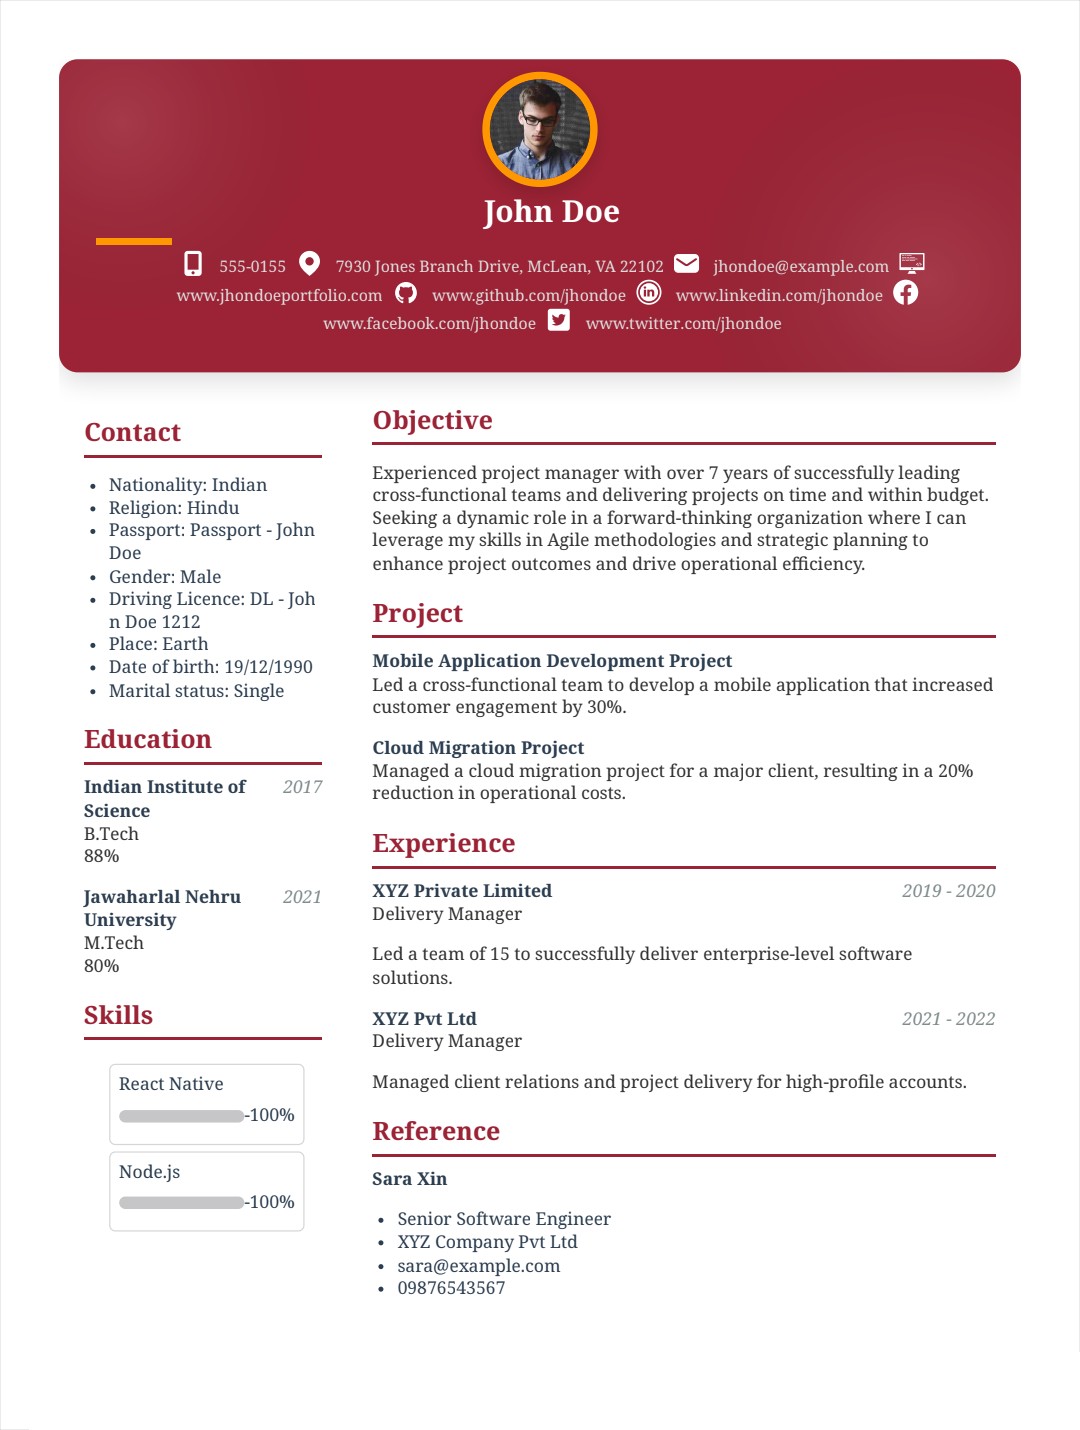 John Doe
555-0155 7930 Jones Branch Drive, McLean, VA 22102 jhondoe@example.com
www.jhondoeportfolio.com www.github.com/jhondoe www.linkedin.com/jhondoe
www.facebook.com/jhondoe www.twitter.com/jhondoe
Contact
• Nationality: Indian
• Religion: Hindu
• Passport: Passport - John
Doe
• Gender: Male
• Driving Licence: DL - Joh
n Doe 1212
• Place: Earth
• Date of birth: 19/12/1990
• Marital status: Single
Education
Indian Institute of 2017
Science
B.Tech
88%
Jawaharlal Nehru 2021
University
M.Tech
80%
Skills
React Native
-100%
Node.js
-100%
Objective
Experienced project manager with over 7 years of successfully leading
cross-functional teams and delivering projects on time and within budget.
Seeking a dynamic role in a forward-thinking organization where I can
leverage my skills in Agile methodologies and strategic planning to
enhance project outcomes and drive operational efficiency.
Project
Mobile Application Development Project
Led a cross-functional team to develop a mobile application that increased
customer engagement by 30%.
Cloud Migration Project
Managed a cloud migration project for a major client, resulting in a 20%
reduction in operational costs.
Experience
XYZ Private Limited 2019 - 2020
Delivery Manager
Led a team of 15 to successfully deliver enterprise-level software
solutions.
XYZ Pvt Ltd 2021 - 2022
Delivery Manager
Managed client relations and project delivery for high-profile accounts.
Reference
Sara Xin
• Senior Software Engineer
• XYZ Company Pvt Ltd
• sara@example.com
• 09876543567